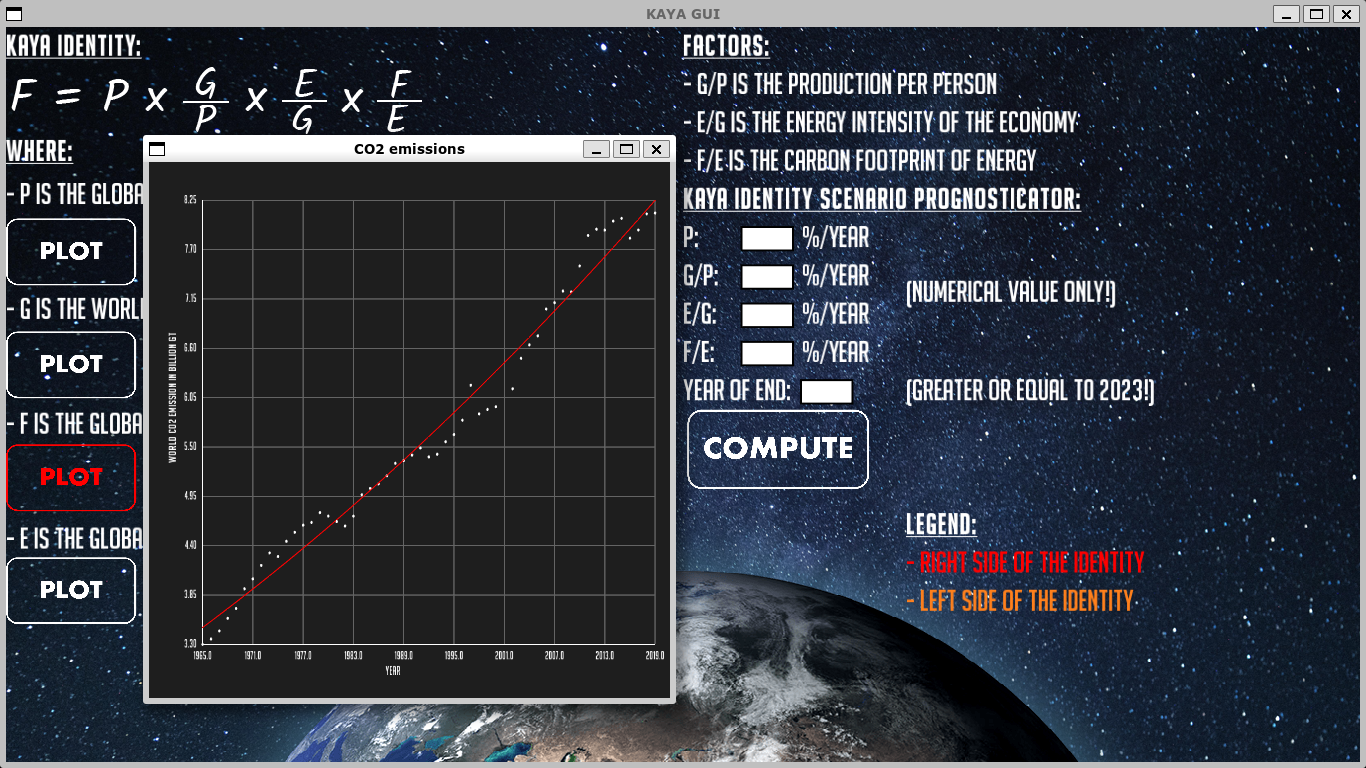 KAYA GUI
KAYA IDENTITY:
F = P x G/P x E/G x F/E
WHERE:
- P IS THE GLOBA
PLOT
- G IS THE WORL
PLOT
- F IS THE GLOBA
PLOT
- E IS THE GLOBA
PLOT
CO2 emissions
8.25
7.70
7.15
6.60
6.05
5.50
4.95
4.40
3.85
3.30
WORLD CO2 EMISSION IN BILLION GT
1965.0 1971.0 1977.0 1983.0 1989.0 1995.0 2001.0 2007.0 2013.0 2019.0
YEAR
FACTORS:
- G/P IS THE PRODUCTION PER PERSON
- E/G IS THE ENERGY INTENSITY OF THE ECONOMY
- F/E IS THE CARBON FOOTPRINT OF ENERGY
KAYA IDENTITY SCENARIO PROGNOSTICATOR:
P: %/YEAR
G/P: %/YEAR
(NUMERICAL VALUE ONLY!)
E/G: %/YEAR
F/E: %/YEAR
YEAR OF END: (GREATER OR EQUAL TO 2023!)
COMPUTE
LEGEND:
- RIGHT SIDE OF THE IDENTITY
- LEFT SIDE OF THE IDENTITY